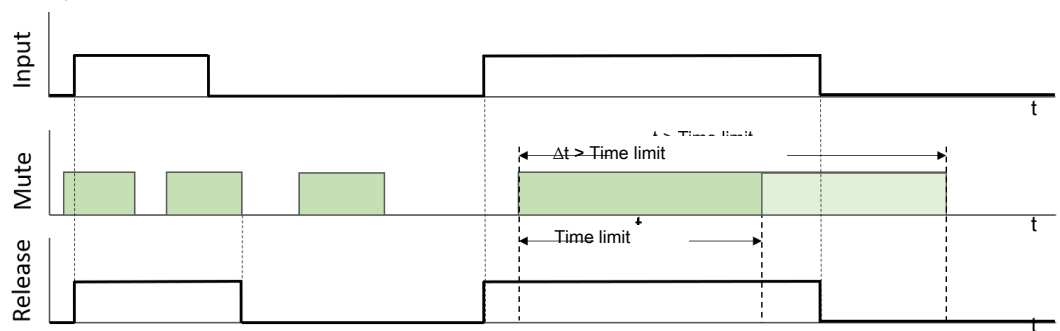 Input
t
Δt > Time limit
Mute
t
Time limit
Release
t